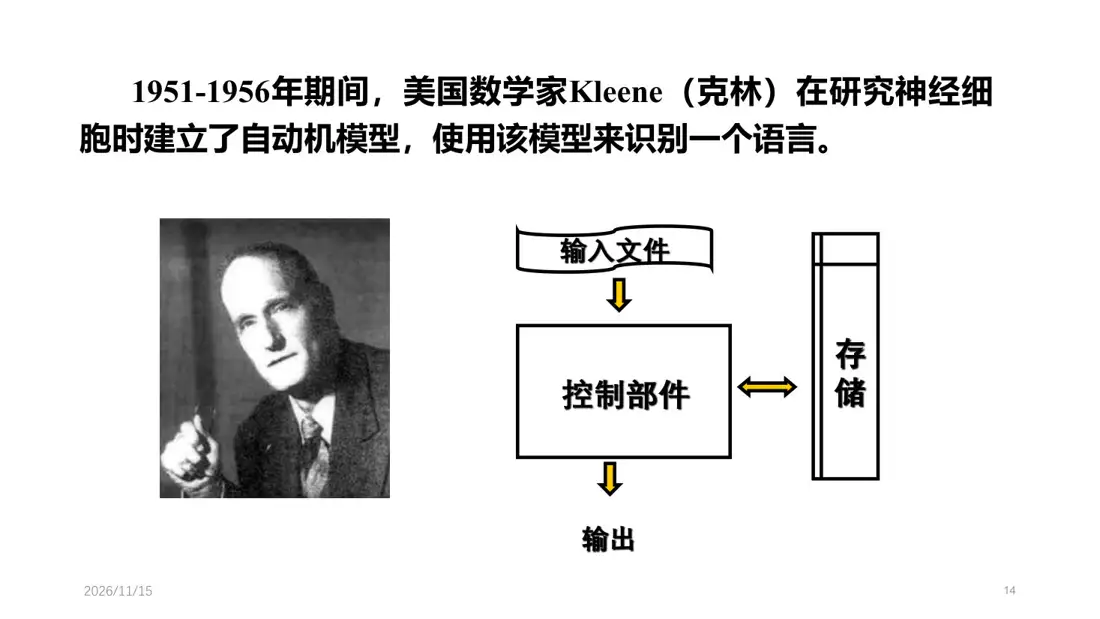 1951-1956年期间，美国数学家Kleene（克林）在研究神经细
胞时建立了自动机模型，使用该模型来识别一个语言。
输入文件
控制部件
存
储
输出
2026/11/15
14